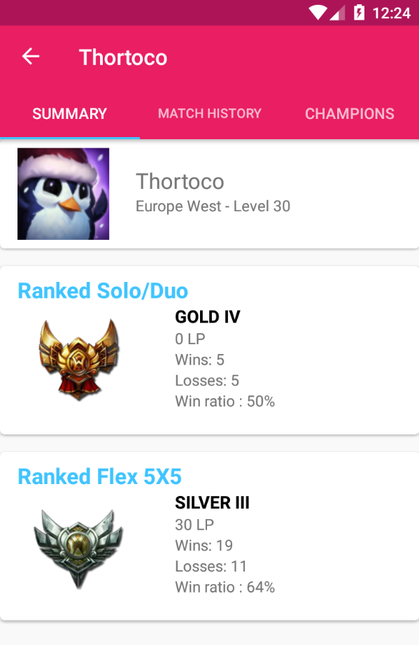 12:24
Thortoco
SUMMARY MATCH HISTORY CHAMPIONS
Thortoco
Europe West - Level 30
Ranked Solo/Duo
GOLD IV
0 LP
Wins: 5
Losses: 5
Win ratio : 50%
Ranked Flex 5X5
SILVER III
30 LP
Wins: 19
Losses: 11
Win ratio : 64%